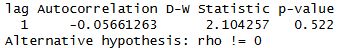 lag Autocorrelation D-W Statistic p-value
1 -0.05661263 2.104257 0.522
Alternative hypothesis: rho != 0